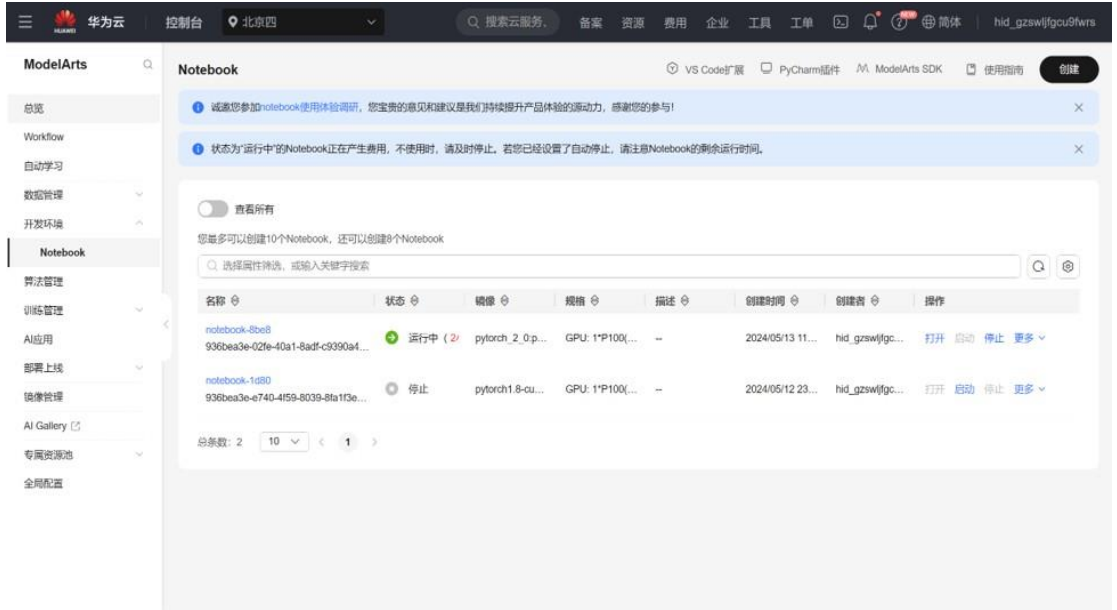 HUAWEI 华为云 控制台 北京四 搜索云服务、 备案 资源 费用 企业 工具 工单 NEW 简体 hid_gzswljfgcu9fwrs
ModelArts
总览
Workflow
自动学习
数据管理
开发环境
Notebook
算法管理
训练管理
AI应用
部署上线
镜像管理
AI Gallery
专属资源池
全局配置
Notebook VS Code扩展 PyCharm插件 ModelArts SDK 使用指南 创建
诚邀您参加notebook使用体验调研，您宝贵的意见和建议是我们持续提升产品体验的源动力，感谢您的参与！
状态为“运行中”的Notebook正在产生费用，不使用时，请及时停止。若您已经设置了自动停止，请注意Notebook的剩余运行时间。
查看所有
您最多可以创建10个Notebook，还可以创建8个Notebook
选择属性筛选，或输入关键字搜索
名称 状态 镜像 规格 描述 创建时间 创建者 操作
notebook-8be8
936bea3e-02fe-40a1-8adf-c9390a4... 运行中（2/ pytorch_2_0:p... GPU: 1*P100(... -- 2024/05/13 11... hid_gzswljfgc... 打开 启动 停止 更多
notebook-1d80
936bea3e-e740-4f59-8039-8fa1f3e... 停止 pytorch1.8-cu... GPU: 1*P100(... -- 2024/05/12 23... hid_gzswljfgc... 打开 启动 停止 更多
总条数：2 10 < 1 >